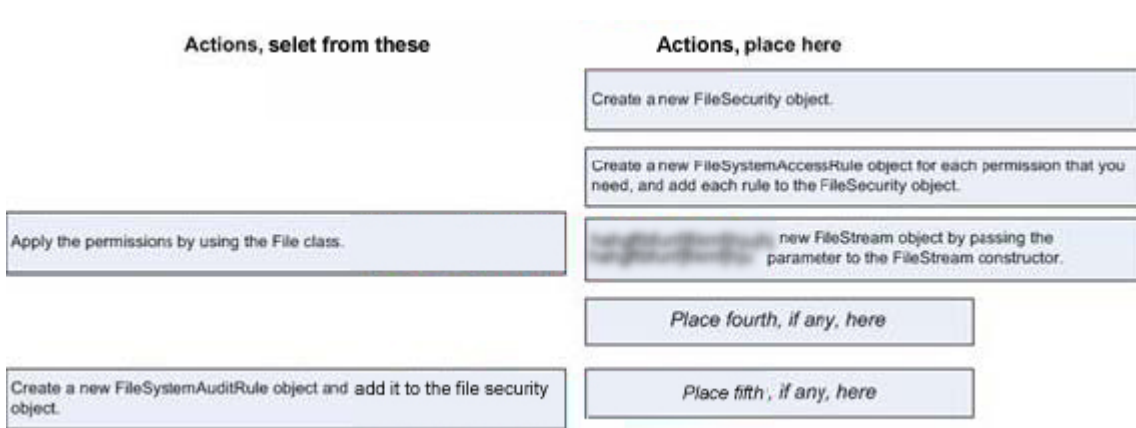 Actions, selet from these
Actions, place here
Create a new FileSecurity object.
Create a new FileSystemAccessRule object for each permission that you
need, and add each rule to the FileSecurity object.
Apply the permissions by using the File class.
new FileStream object by passing the
parameter to the FileStream constructor.
Place fourth, if any, here
Create a new FileSystemAuditRule object and add it to the file security
object.
Place fifth, if any, here